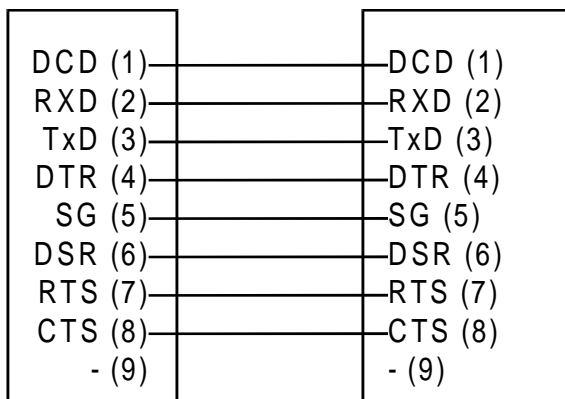 DCD (1) DCD (1)
RXD (2) RXD (2)
TxD (3) TxD (3)
DTR (4) DTR (4)
SG (5) SG (5)
DSR (6) DSR (6)
RTS (7) RTS (7)
CTS (8) CTS (8)
- (9) - (9)